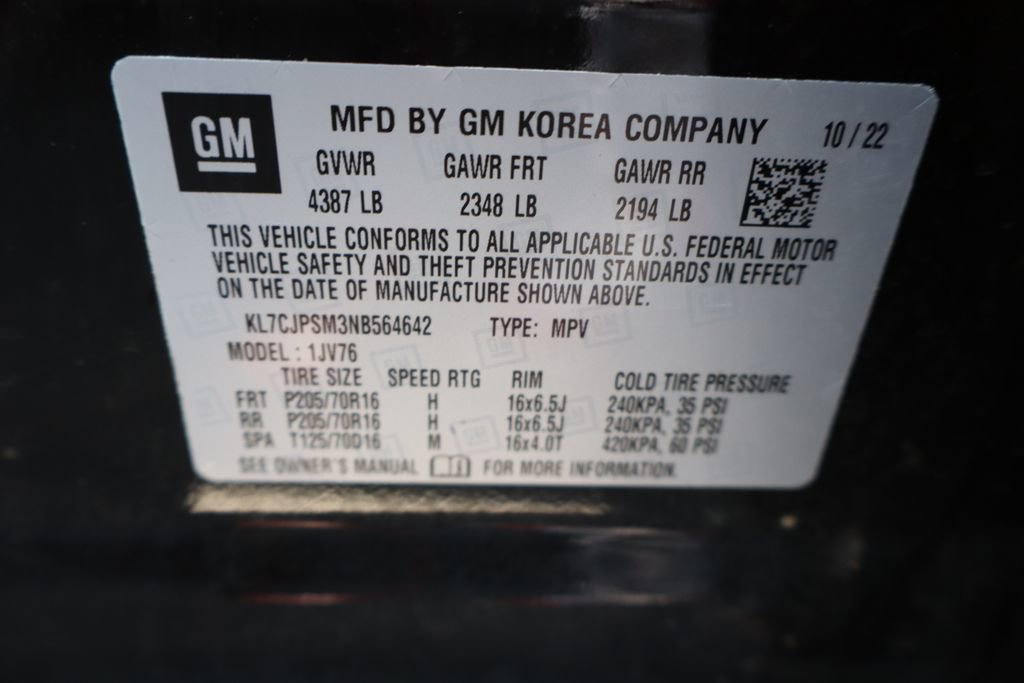 GM
MFD BY GM KOREA COMPANY 10 / 22
GVWR GAWR FRT GAWR RR
4387 LB 2348 LB 2194 LB
THIS VEHICLE CONFORMS TO ALL APPLICABLE U.S. FEDERAL MOTOR
VEHICLE SAFETY AND THEFT PREVENTION STANDARDS IN EFFECT
ON THE DATE OF MANUFACTURE SHOWN ABOVE.
KL7CJPSM3NB564642 TYPE: MPV
MODEL : 1JV76
TIRE SIZE SPEED RTG RIM COLD TIRE PRESSURE
FRT P205/70R16 H 16x6.5J 240KPA, 35 PSI
RR P205/70R16 H 16x6.5J 240KPA, 35 PSI
SPA T125/70D16 M 16x4.0T 420KPA, 60 PSI
SEE OWNER'S MANUAL FOR MORE INFORMATION.